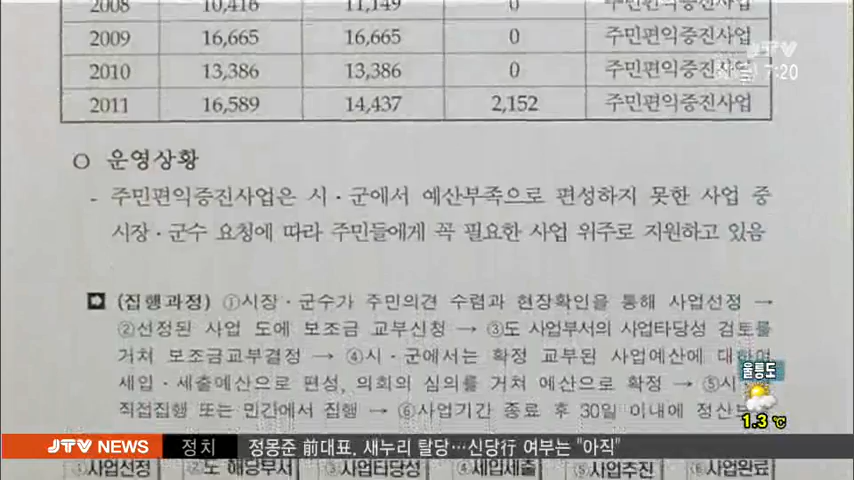 2008 10,416 11,149 0 주민편익증진사업
2009 16,665 16,665 0 주민편익증진사업
2010 13,386 13,386 0 주민편익증진사업
2011 16,589 14,437 2,152 주민편익증진사업
JTV
7:20
O 운영상황
- 주민편익증진사업은 시·군에서 예산부족으로 편성하지 못한 사업 중
시장·군수 요청에 따라 주민들에게 꼭 필요한 사업 위주로 지원하고 있음
(집행과정) ①시장·군수가 주민의견 수렴과 현장확인을 통해 사업선정 →
②선정된 사업 도에 보조금 교부신청 → ③도 사업부서의 사업타당성 검토를
거쳐 보조금교부결정 → ④시·군에서는 확정 교부된 사업예산에 대하여
세입·세출예산으로 편성, 의회의 심의를 거쳐 예산으로 확정 → ⑤시
직접집행 또는 민간에서 집행 → ⑥사업기간 종료 후 30일 이내에 정산
울릉도
1.3 ℃
JTV NEWS 정치 정몽준 前대표, 새누리 탈당…신당行 여부는 "아직"
①사업선정 ②도 해당부서 ③사업타당성 ④세입세출 ⑤사업추진 ⑥사업완료